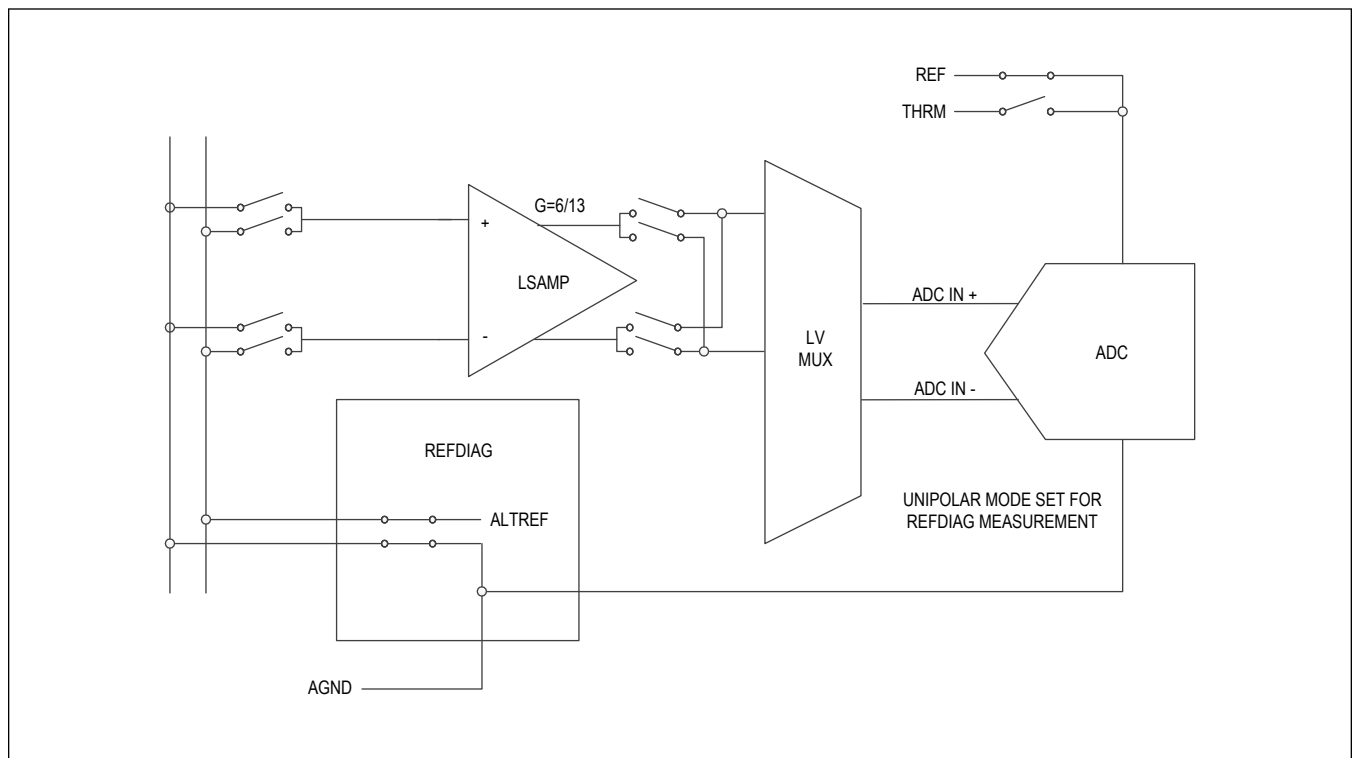 REF
THRM
G=6/13
+
LSAMP
-
ADC IN +
LV
MUX
ADC
ADC IN -
REFDIAG
UNIPOLAR MODE SET FOR
REFDIAG MEASUREMENT
ALTREF
AGND